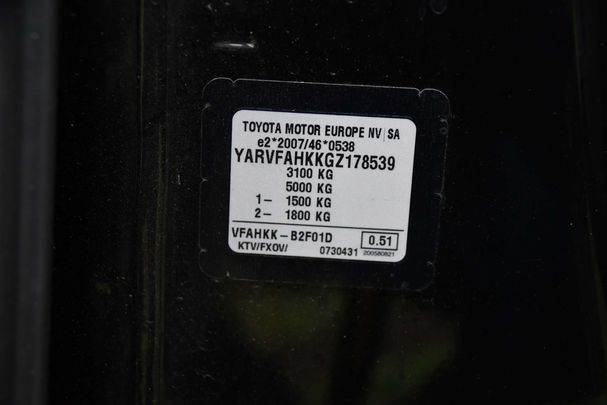 TOYOTA MOTOR EUROPE NV|SA
e2*2007/46*0538
YARVFAHKKGZ178539
3100 KG
5000 KG
1- 1500 KG
2- 1800 KG
VFAHKK-B2F01D 0.51
KTV/FXOV/ 0730431 200580821